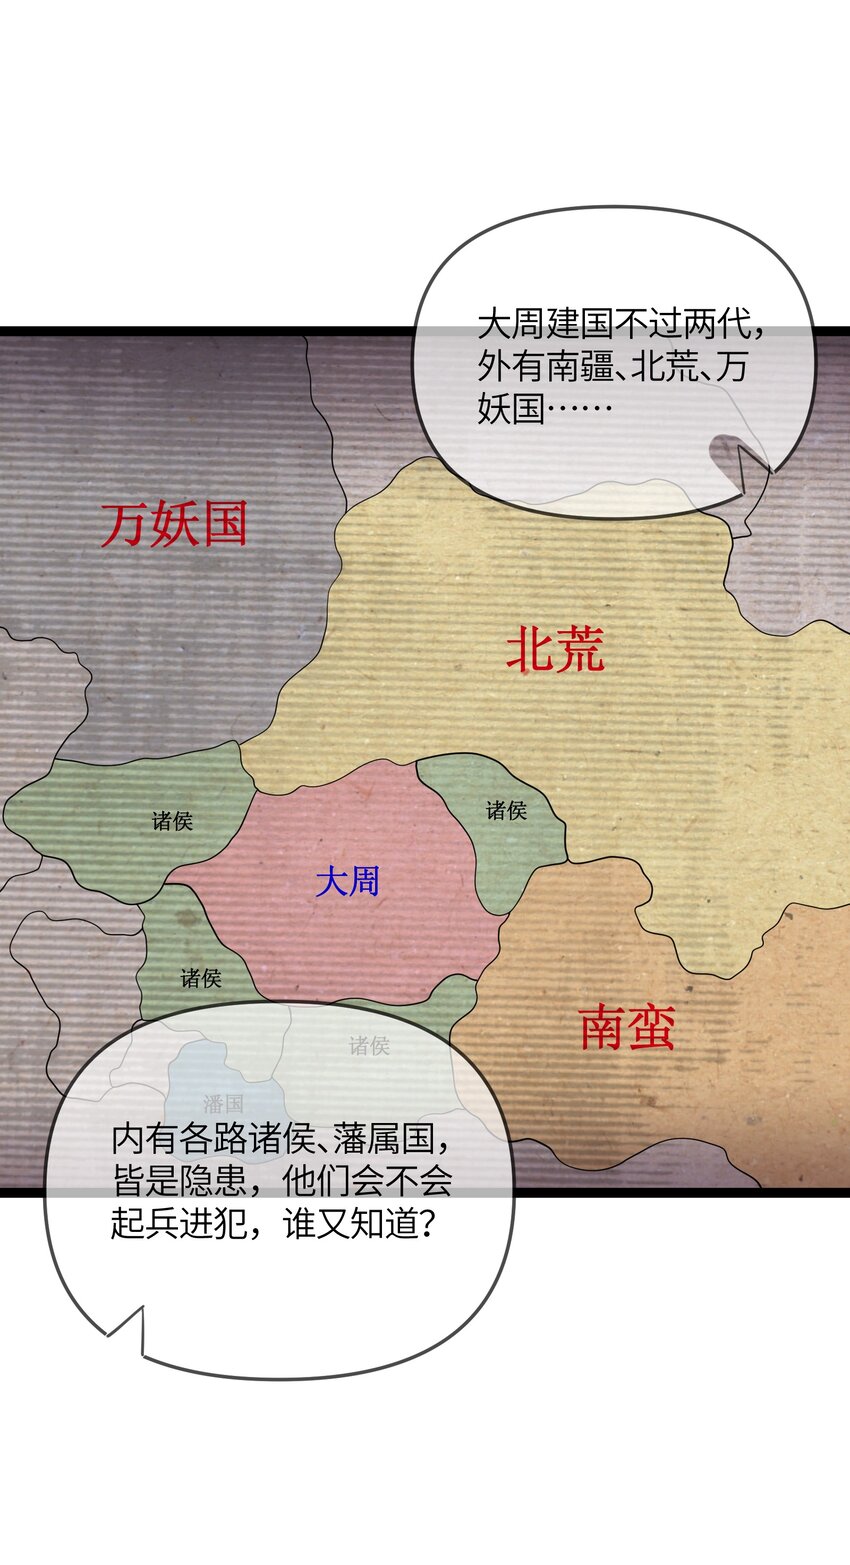 大周建国不过两代，
外有南疆、北荒、万
妖国……
万妖国
北荒
诸侯
诸侯
大周
诸侯
南蛮
诸侯
潘国
内有各路诸侯、藩属国，
皆是隐患，他们会不会
起兵进犯，谁又知道？